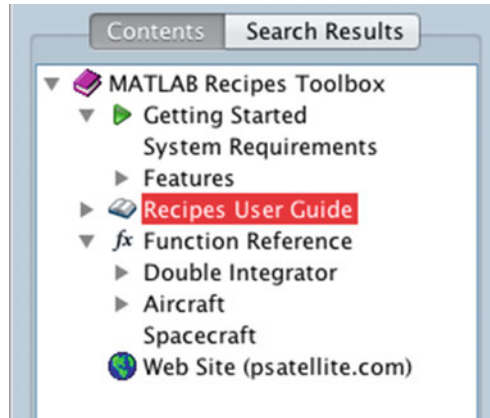 Contents Search Results
MATLAB Recipes Toolbox
Getting Started
System Requirements
Features
Recipes User Guide
fx Function Reference
Double Integrator
Aircraft
Spacecraft
Web Site (psatellite.com)